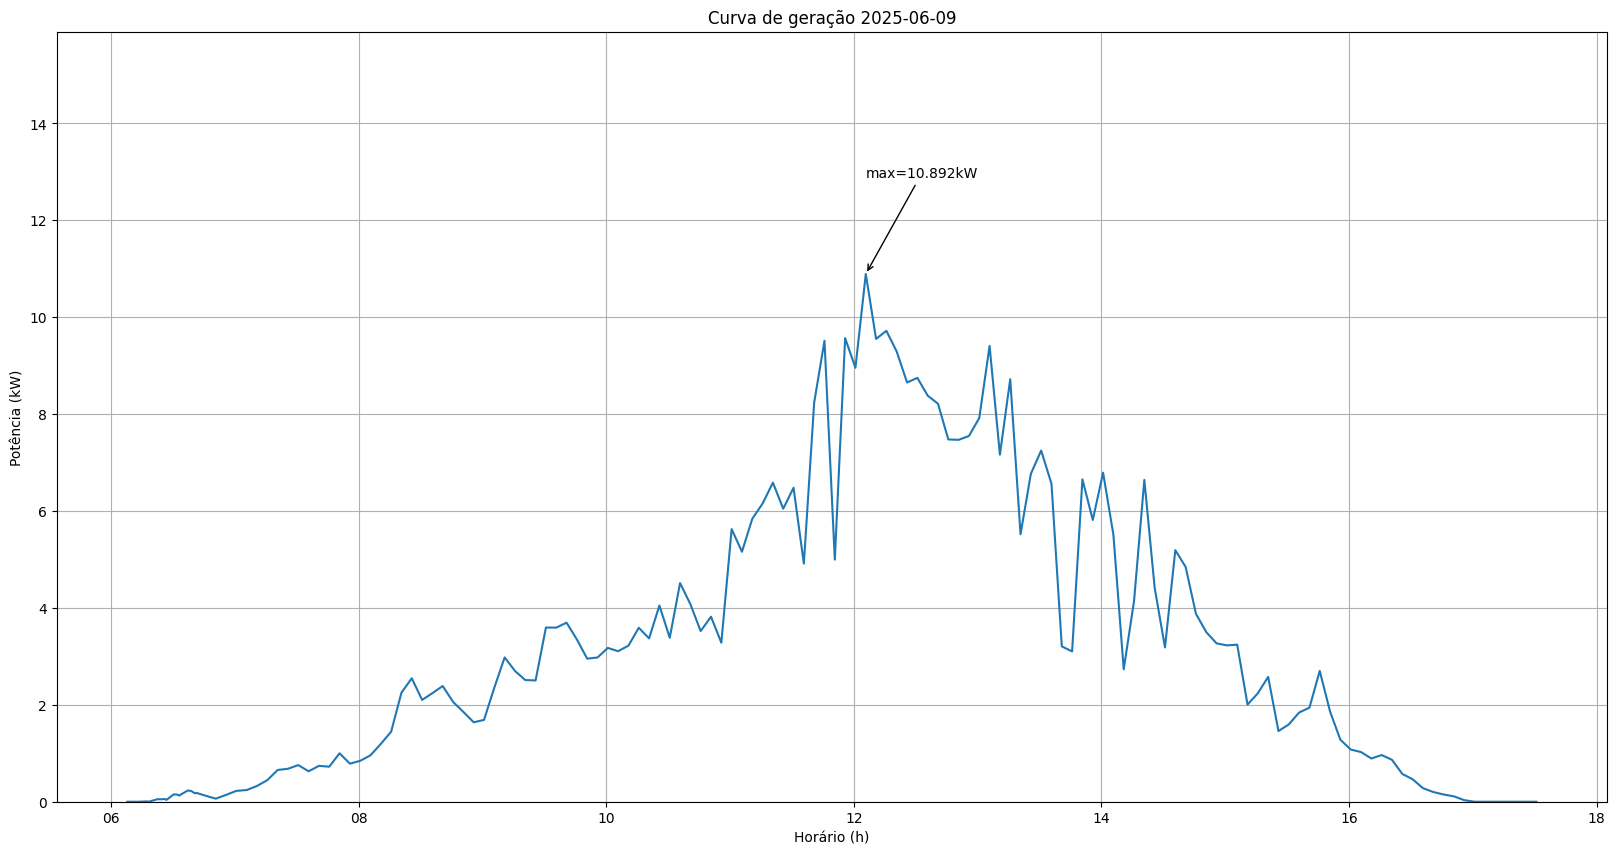 Curva de geração 2025-06-09
14
12
10
8
6
4
2
0
Potência (kW)
max=10.892kW
06 08 10 12 14 16 18
Horário (h)